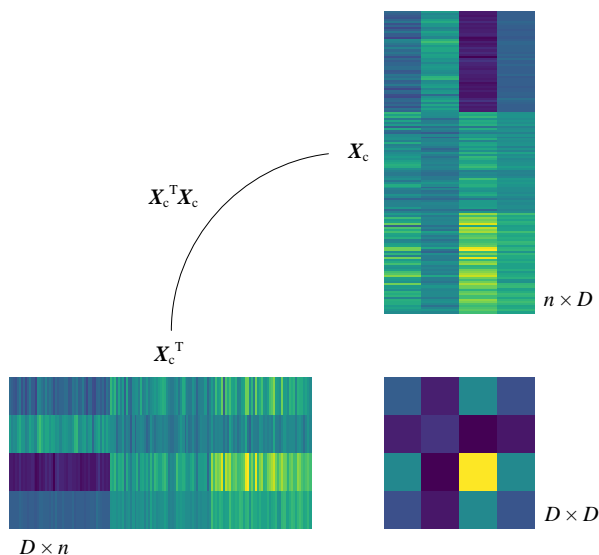 X_c
X_c^T X_c
n × D
X_c^T
D × D
D × n